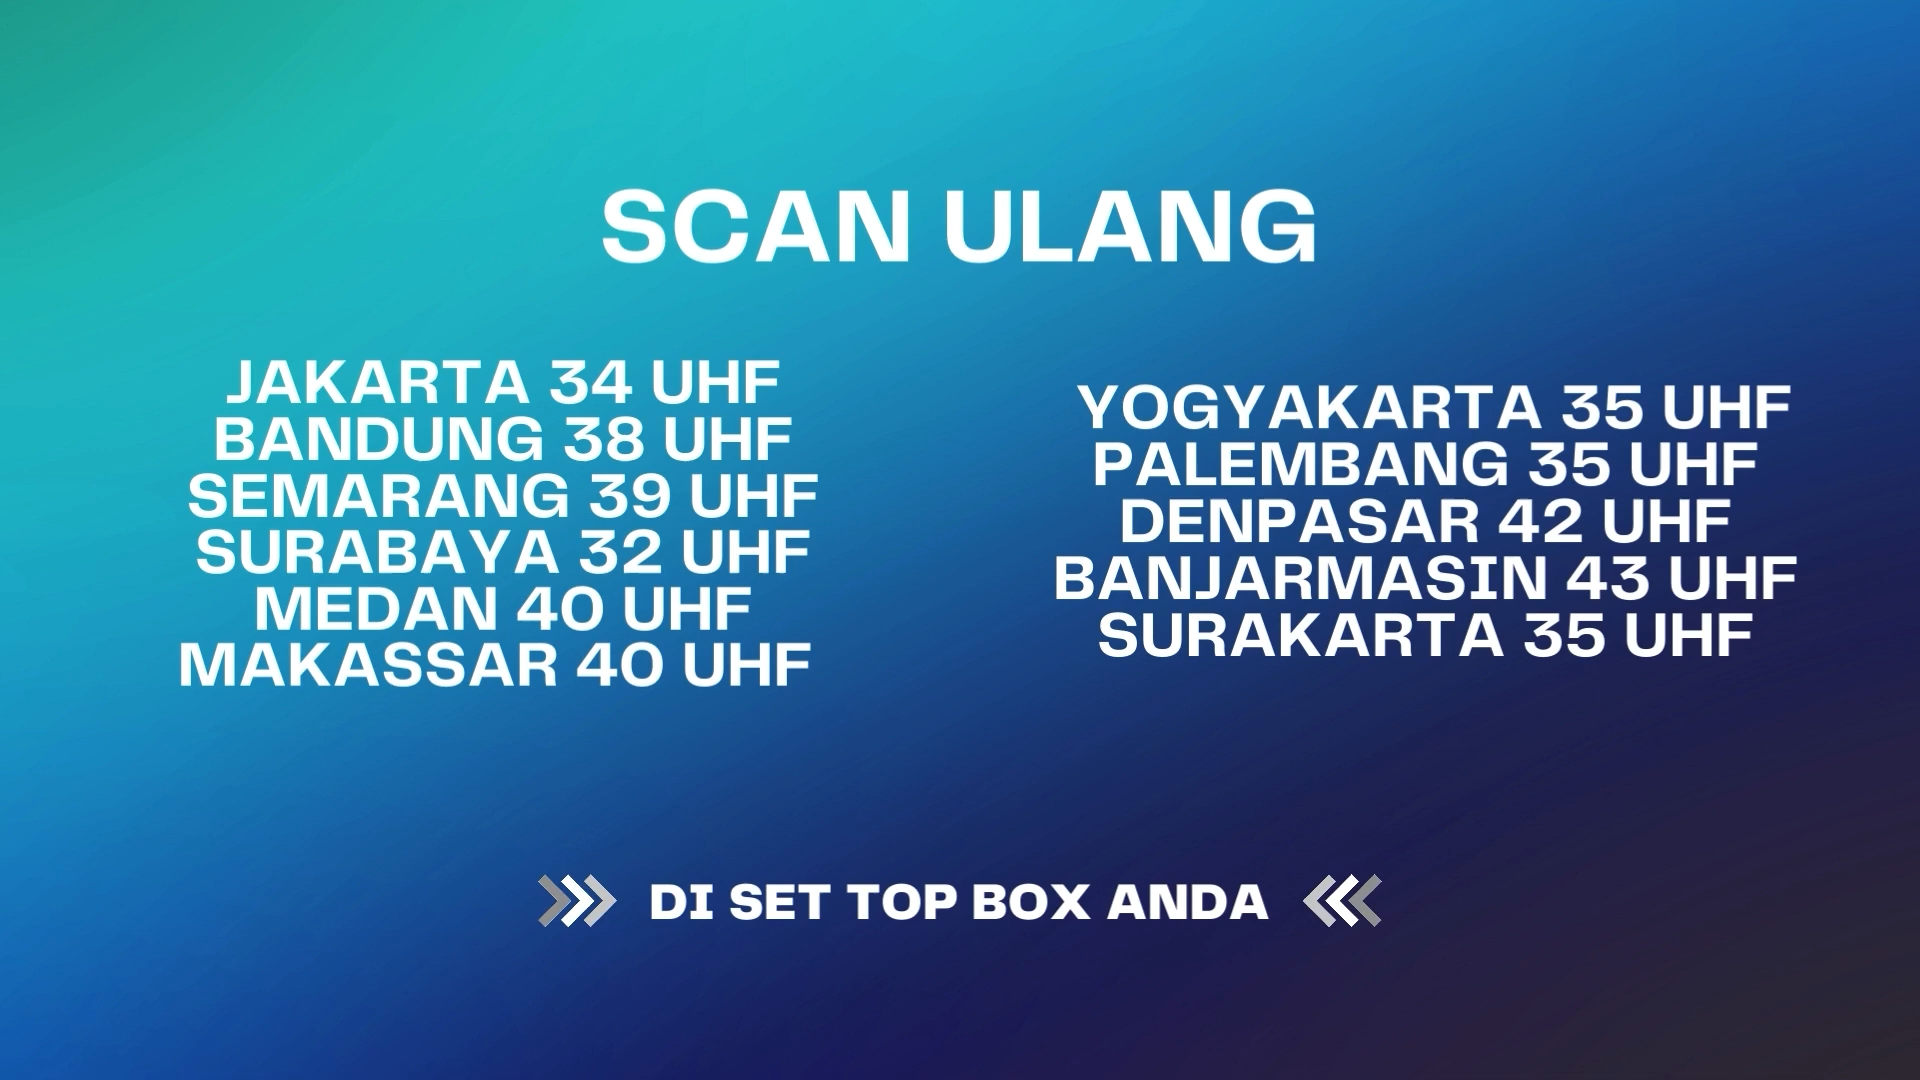 SCAN ULANG
JAKARTA 34 UHF
BANDUNG 38 UHF
SEMARANG 39 UHF
SURABAYA 32 UHF
MEDAN 40 UHF
MAKASSAR 40 UHF
YOGYAKARTA 35 UHF
PALEMBANG 35 UHF
DENPASAR 42 UHF
BANJARMASIN 43 UHF
SURAKARTA 35 UHF
DI SET TOP BOX ANDA